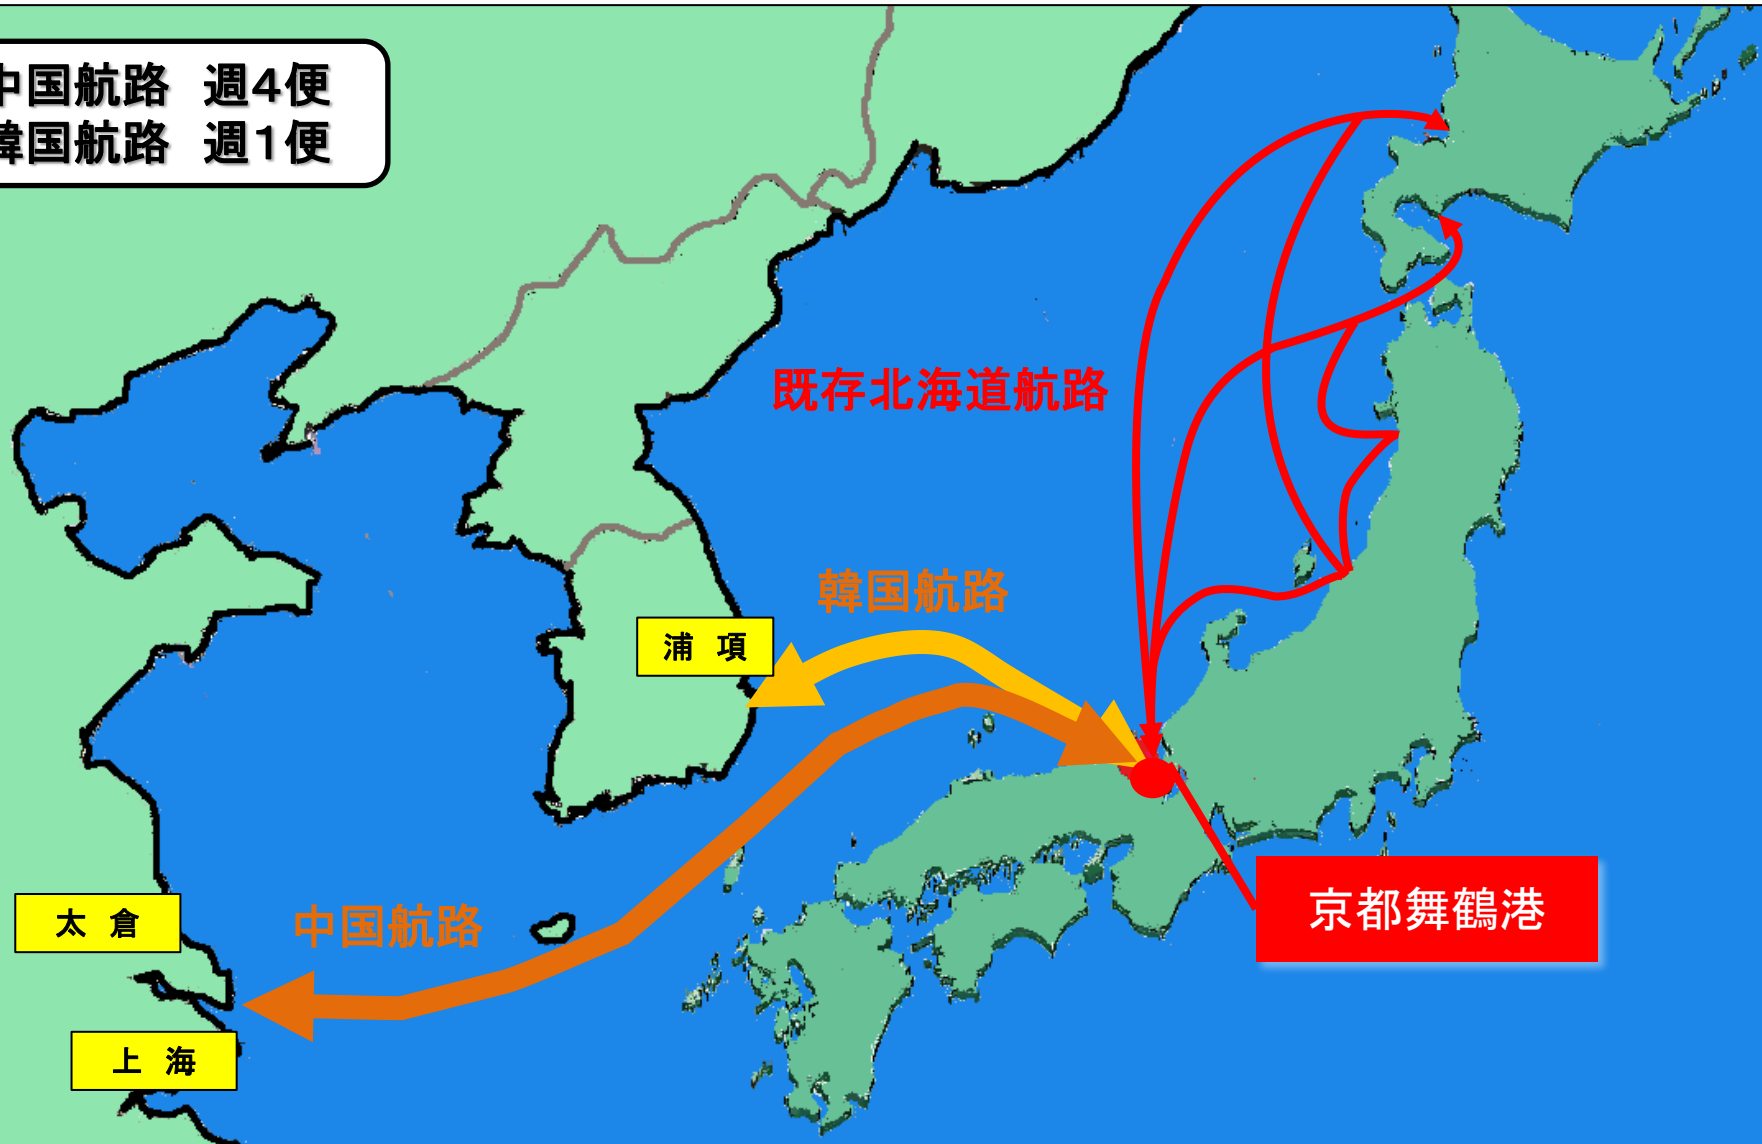 中国航路　週4便
韓国航路　週1便
既存北海道航路
韓国航路
浦 項
太 倉
中国航路
京都舞鶴港
上 海